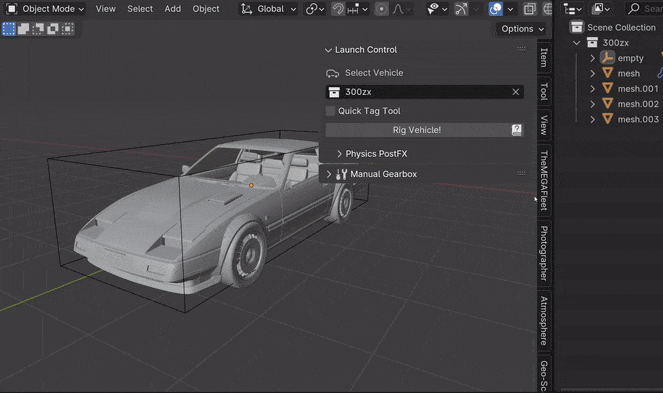 Object Mode View Select Add Object Global
Options
Launch Control
Select Vehicle
300zx
Quick Tag Tool
Rig Vehicle!
Physics PostFX
Manual Gearbox
Item
Tool
View
TheMEGAFleet
Photographer
Atmosphere
Geo-Sc
Sear
Scene Collection
300zx
empty
mesh
mesh.001
mesh.002
mesh.003